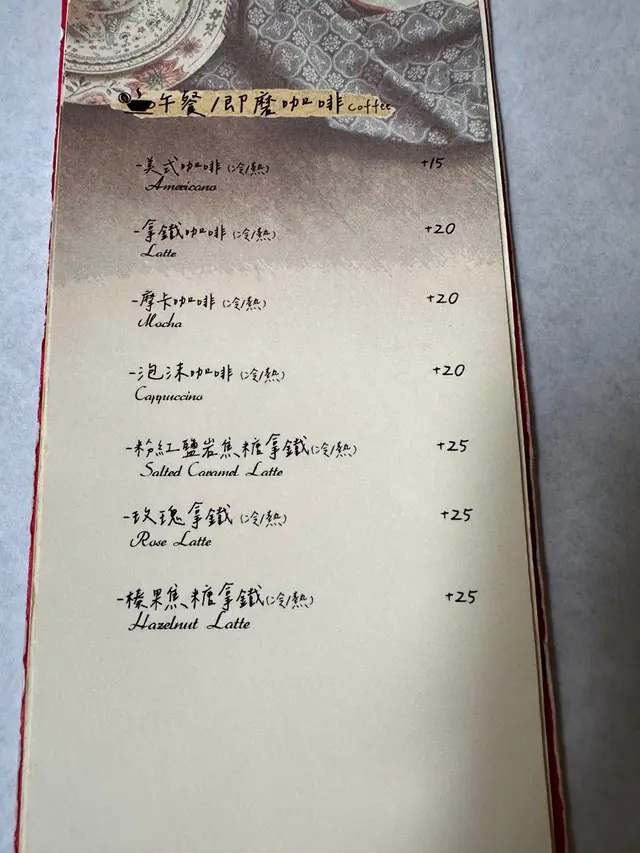 午餐/即磨咖啡 coffee
-美式咖啡 (冷/熱) +15
Americano
-拿鐵咖啡 (冷/熱) +20
Latte
-摩卡咖啡 (冷/熱) +20
Mocha
-泡沫咖啡 (冷/熱) +20
Cappuccino
-粉紅鹽岩焦糖拿鐵(冷/熱) +25
Salted Caramel Latte
-玫瑰拿鐵 (冷/熱) +25
Rose Latte
-榛果焦糖拿鐵(冷/熱) +25
Hazelnut Latte